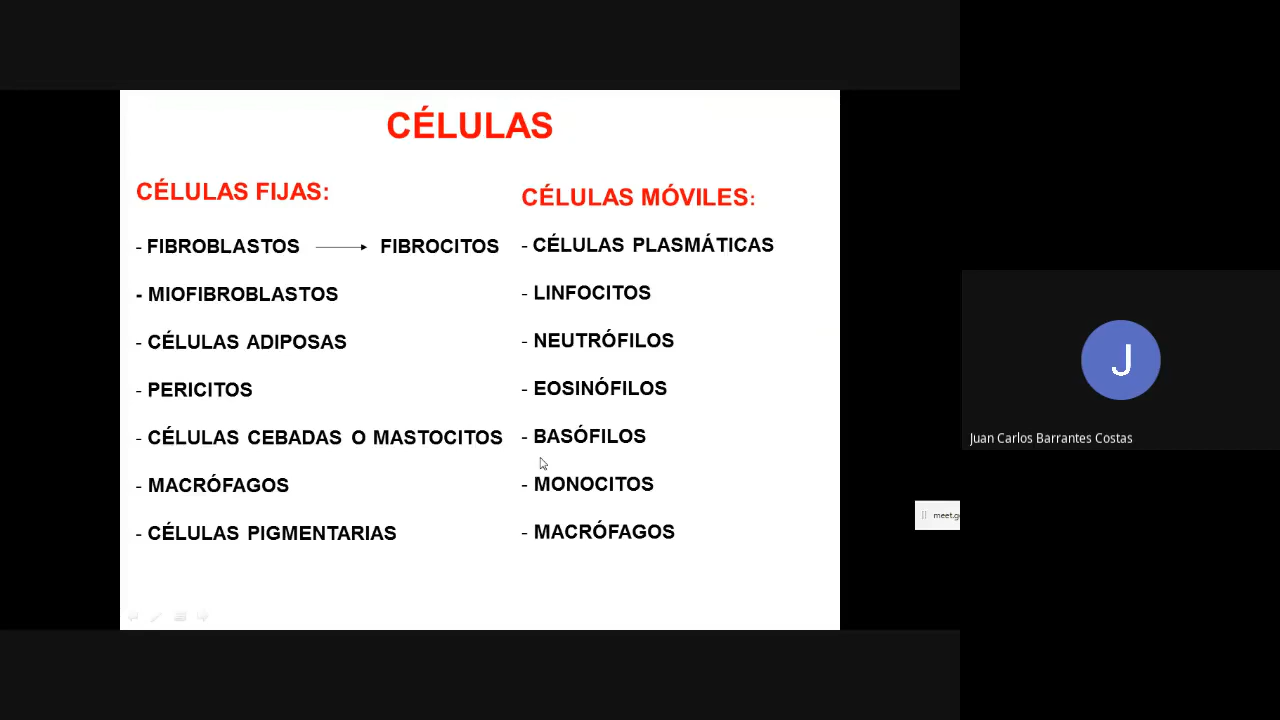 CÉLULAS
CÉLULAS FIJAS:
- FIBROBLASTOS → FIBROCITOS
- MIOFIBROBLASTOS
- CÉLULAS ADIPOSAS
- PERICITOS
- CÉLULAS CEBADAS O MASTOCITOS
- MACRÓFAGOS
- CÉLULAS PIGMENTARIAS
CÉLULAS MÓVILES:
- CÉLULAS PLASMÁTICAS
- LINFOCITOS
- NEUTRÓFILOS
- EOSINÓFILOS
- BASÓFILOS
- MONOCITOS
- MACRÓFAGOS
J
Juan Carlos Barrantes Costas